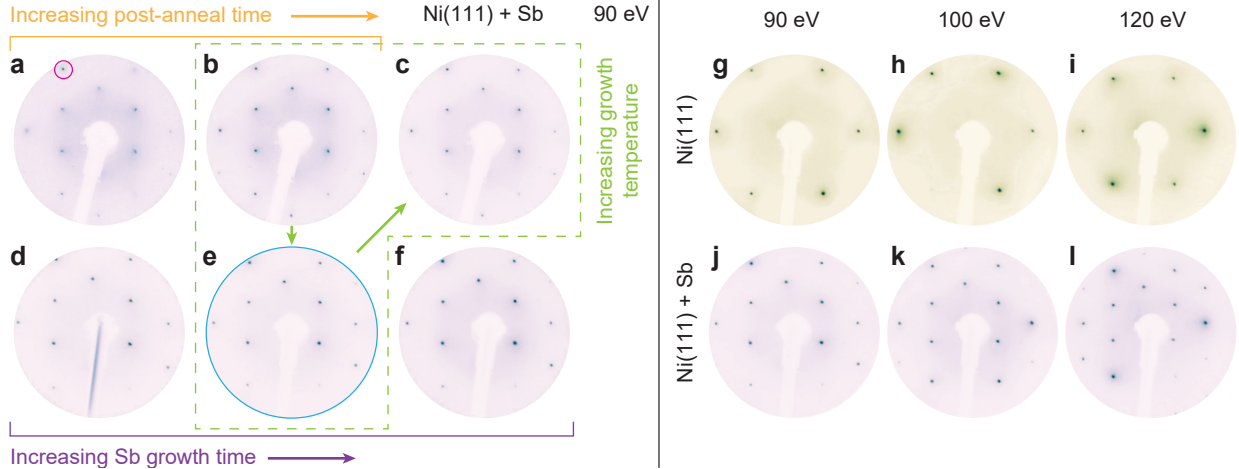 Increasing post-anneal time
Ni(111) + Sb
90 eV
a
b
c
Increasing growth
temperature
d
e
f
Increasing Sb growth time
90 eV
100 eV
120 eV
Ni(111)
g
h
i
Ni(111) + Sb
j
k
l